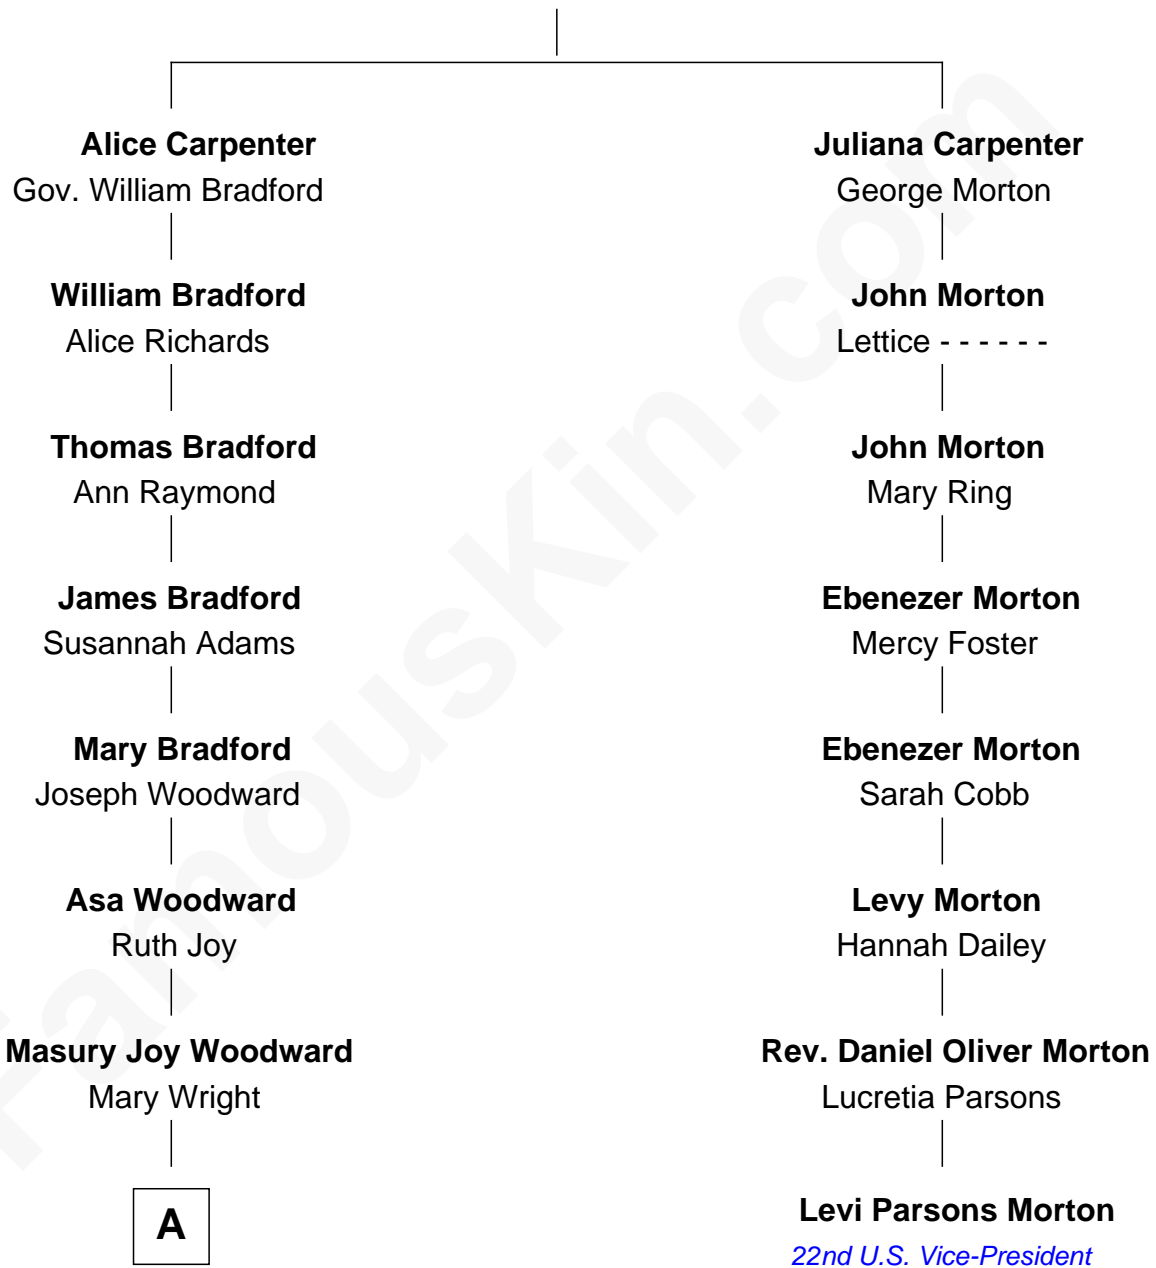 Alice Carpenter
Gov. William Bradford
William Bradford
Alice Richards
Thomas Bradford
Ann Raymond
James Bradford
Susannah Adams
Mary Bradford
Joseph Woodward
Asa Woodward
Ruth Joy
Masury Joy Woodward
Mary Wright
A
Juliana Carpenter
George Morton
John Morton
Lettice - - - - - -
John Morton
Mary Ring
Ebenezer Morton
Mercy Foster
Ebenezer Morton
Sarah Cobb
Levy Morton
Hannah Dailey
Rev. Daniel Oliver Morton
Lucretia Parsons
Levi Parsons Morton
22nd U.S. Vice-President
FamousKin.com